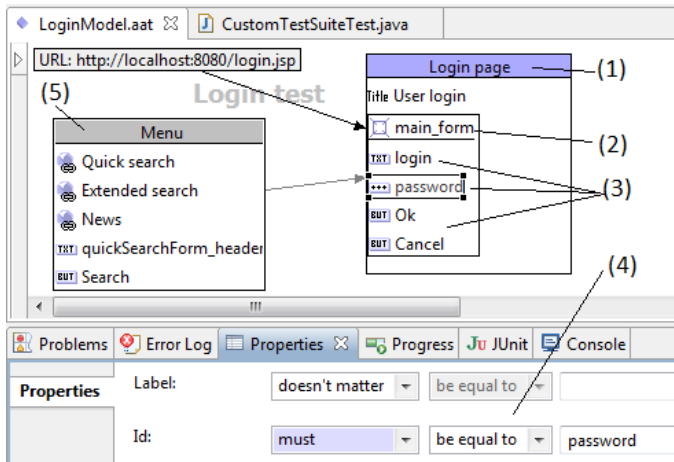 LoginModel.aat
CustomTestSuiteTest.java
URL: http://localhost:8080/login.jsp
Login test
(5)
Menu
Quick search
Extended search
News
TXT quickSearchForm_header
BUT Search
Login page
(1)
Title User login
main_form
(2)
TXT login
password
(3)
BUT Ok
BUT Cancel
(4)
Problems
Error Log
Properties
Progress
JU JUnit
Console
Properties
Label:
doesn't matter
be equal to
Id:
must
be equal to
password